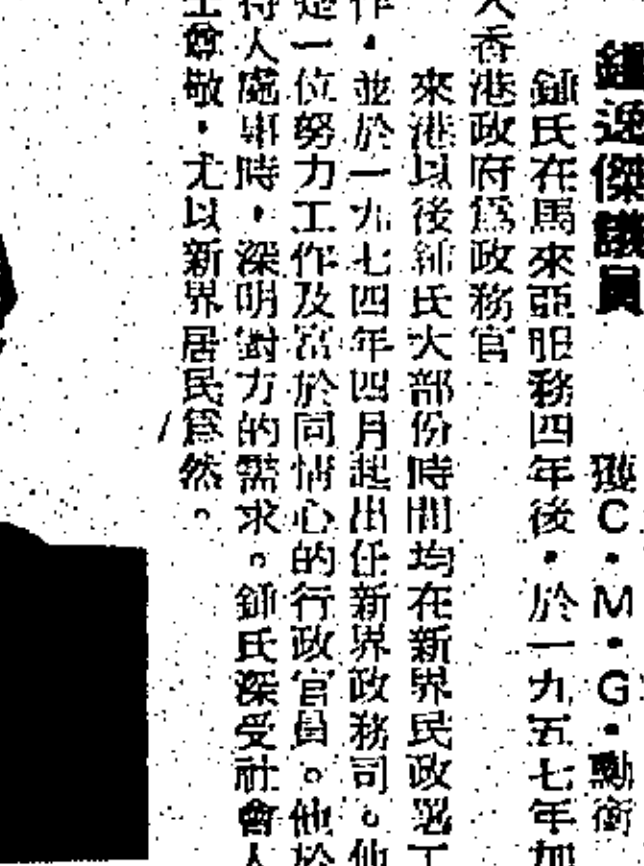 鍾逸傑議員　獲C．M．G．勳銜
鍾氏在馬來亞服務四年後，於一九五七年加
入香港政府爲政務官
來港以後鍾氏大部份時間均在新界民政署工
作，並於一九七四年四月起出任新界政務司。他
是一位努力工作及富於同情心的行政官員。他於
待人處事時，深明對方的需求。鍾氏深受社會人
士尊敬，尤以新界居民爲然。